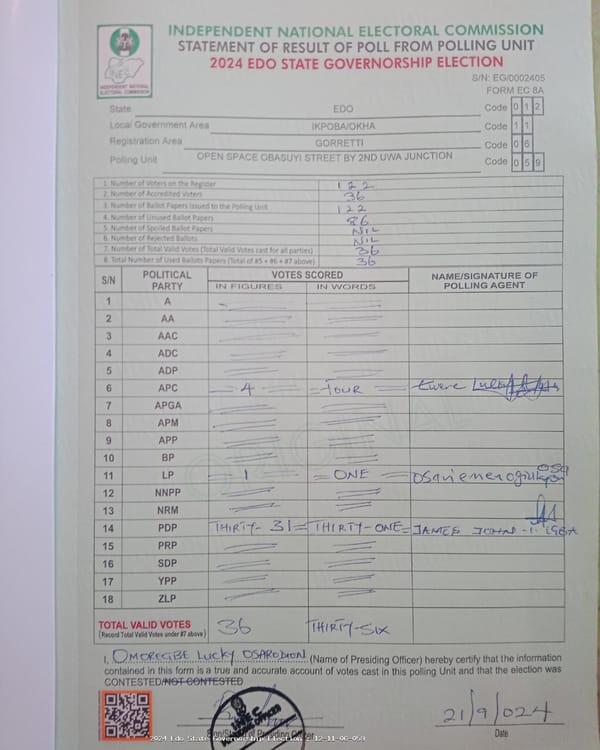 INDEPENDENT NATIONAL ELECTORAL COMMISSION
STATEMENT OF RESULT OF POLL FROM POLLING UNIT
2024 EDO STATE GOVERNORSHIP ELECTION
INDEPENDENT NATIONAL ELECTORAL COMMISSION
S/N: EG/0002405
FORM EC 8A
State EDO Code 0 1 2
Local Government Area IKPOBA/OKHA Code 1 1
Registration Area GORRETTI Code 0 6
Polling Unit OPEN SPACE OBASUYI STREET BY 2ND UWA JUNCTION Code 0 5 9
1. Number of Voters on the Register 122
2. Number of Accredited Voters 36
3. Number of Ballot Papers Issued to the Polling Unit 122
4. Number of Unused Ballot Papers 86
5. Number of Spoiled Ballot Papers NIL
6. Number of Rejected Ballots NIL
7. Number of Total Valid Votes (Total Valid Votes cast for all parties) 36
8. Total Number of Used Ballots Papers (Total of #5 + #6 + #7 above) 36
S/N POLITICAL PARTY VOTES SCORED NAME/SIGNATURE OF POLLING AGENT
IN FIGURES IN WORDS
1 A
2 AA
3 AAC
4 ADC
5 ADP
6 APC 4 FOUR
7 APGA
8 APM
9 APP
10 BP
11 LP 1 ONE
12 NNPP
13 NRM
14 PDP THIRTY- 31 = THIRTY-ONE = JAMES JOHN
15 PRP
16 SDP
17 YPP
18 ZLP
TOTAL VALID VOTES 36 THIRTY-SIX
(Record Total Valid Votes under #7 above)
I, OMOREGBE LUCKY OSARODION (Name of Presiding Officer) hereby certify that the information
contained in this form is a true and accurate account of votes cast in this polling Unit and that the election was
CONTESTED/NOT CONTESTED
21/9/024
Date
2024 Edo State Governorship Election - 12-11-06-059